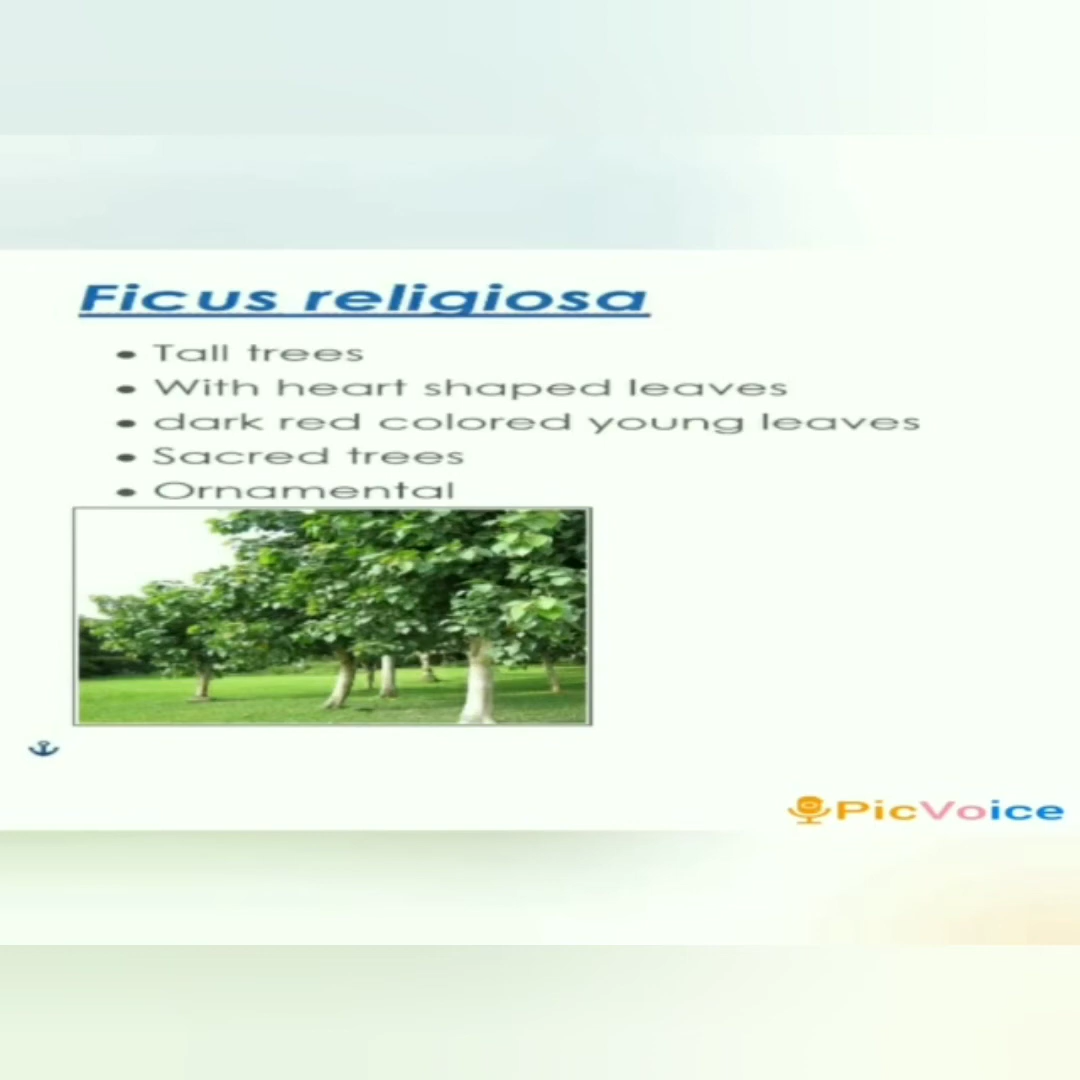 Ficus religiosa
Tall trees
With heart shaped leaves
dark red colored young leaves
Sacred trees
Ornamental
PicVoice